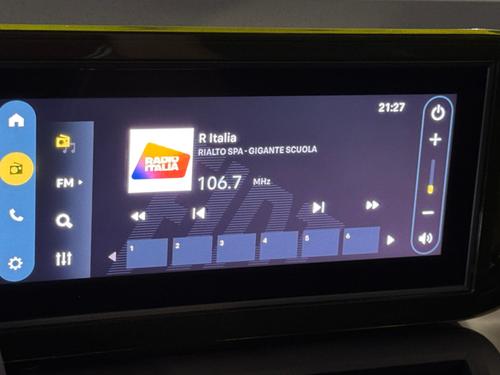 21:27
R Italia
RIALTO SPA - GIGANTE SCUOLA
RADIO
ITALIA
FM
106.7 MHz
1 2 3 4 5 6